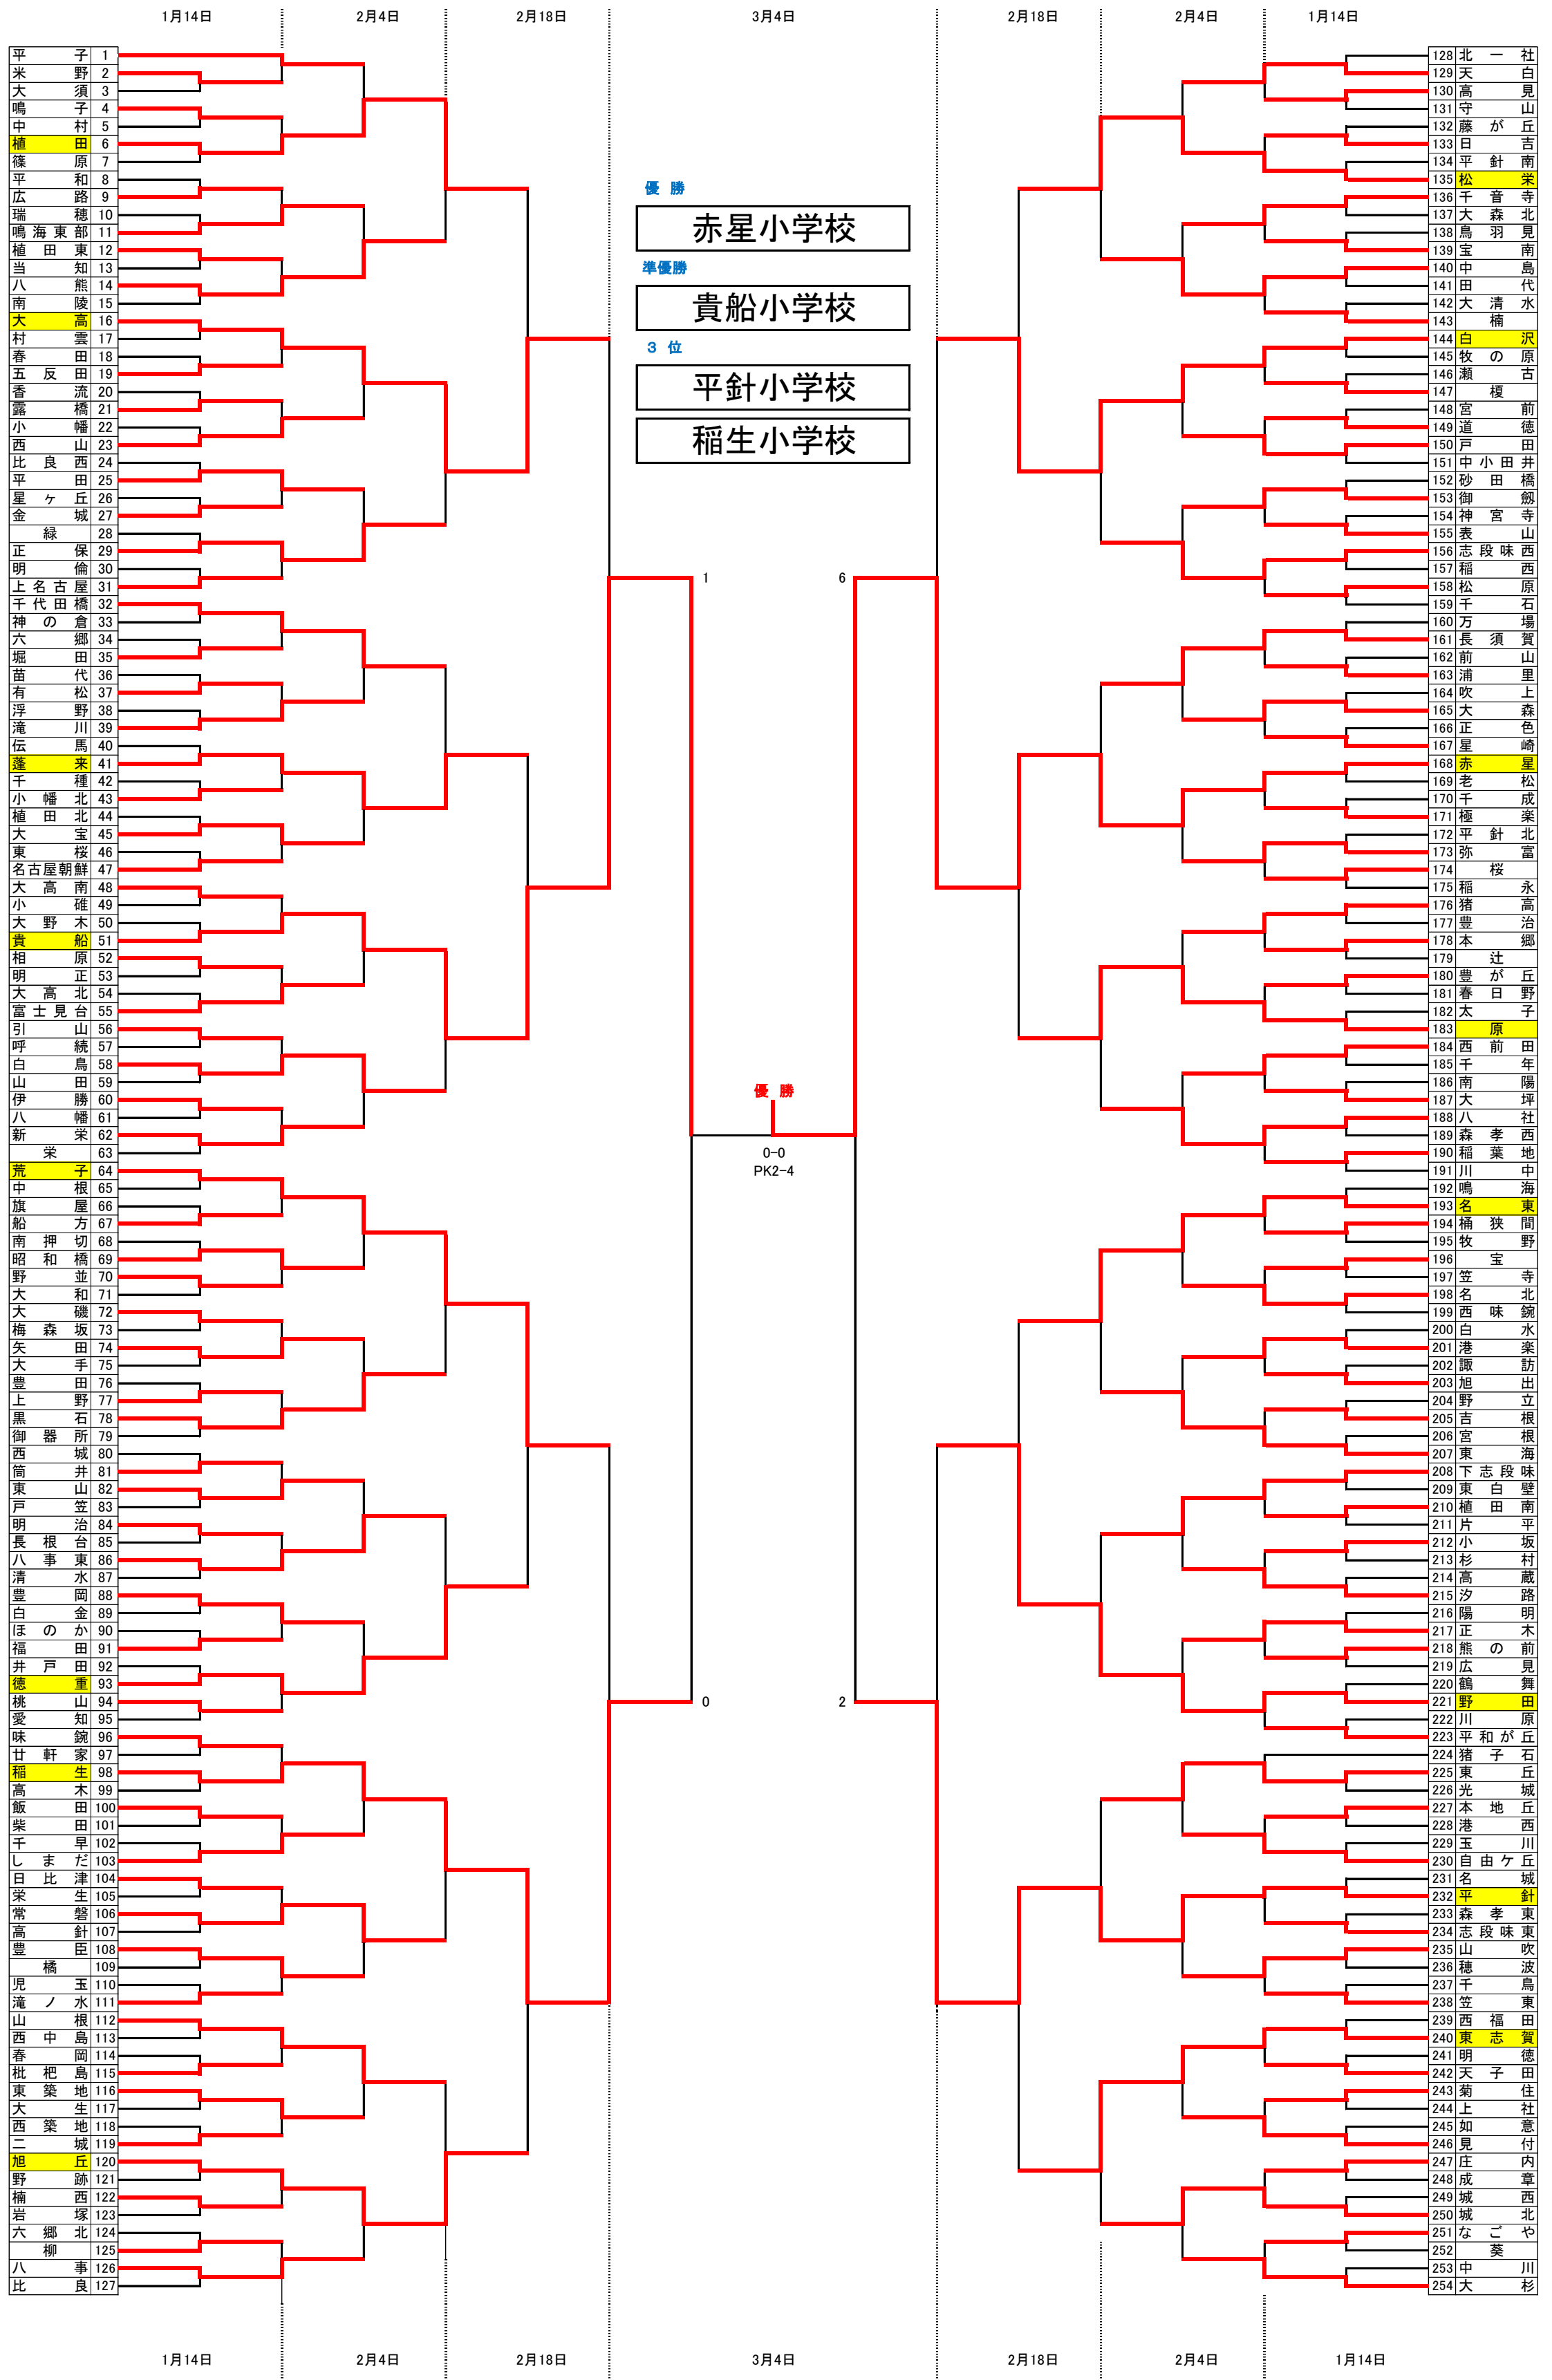 1月14日 2月4日 2月18日 3月4日 2月18日 2月4日 1月14日
平子 1
米野 2
大須 3
鳴子 4
中村 5
植田 6
篠原 7
平和 8
広路 9
瑞穂 10
鳴海東部 11
植田東 12
当知 13
八熊 14
南陵 15
大高 16
村雲 17
春田 18
五反田 19
香流 20
露橋 21
小幡 22
西山 23
比良西 24
平田 25
星ヶ丘 26
金城 27
緑 28
正保 29
明倫 30
上名古屋 31
千代田橋 32
神の倉 33
六郷 34
堀田 35
苗代 36
有松 37
浮野 38
滝川 39
伝馬 40
蓬来 41
千種 42
小幡北 43
植田北 44
大宝 45
東桜 46
名古屋朝鮮 47
大高南 48
小碓 49
大野木 50
貴船 51
相原 52
明正 53
大高北 54
富士見台 55
引山 56
呼続 57
白鳥 58
山田 59
伊勝 60
八幡 61
新栄 62
栄 63
荒子 64
中根 65
旗屋 66
船方 67
南押切 68
昭和橋 69
野並 70
大和 71
大磯 72
梅森坂 73
矢田 74
大手 75
豊田 76
上野 77
黒石 78
御器所 79
西城 80
筒井 81
東山 82
戸笠 83
明治 84
長根台 85
八事東 86
清水 87
豊岡 88
白金 89
ほのか 90
福田 91
井戸田 92
徳重 93
桃山 94
愛知 95
味鋺 96
廿軒家 97
稲生 98
高木 99
飯田 100
柴田 101
千早 102
しまだ 103
日比津 104
栄生 105
常磐 106
高針 107
豊臣 108
橘 109
児玉 110
滝ノ水 111
山根 112
西中島 113
春岡 114
枇杷島 115
東築地 116
大生 117
西築地 118
二城 119
旭丘 120
野跡 121
楠西 122
岩塚 123
六郷北 124
柳 125
八事 126
比良 127
優勝
赤星小学校
準優勝
貴船小学校
3位
平針小学校
稲生小学校
1 6
優勝
0-0
PK2-4
0 2
128 北一社
129 天白
130 高見
131 守山
132 藤が丘
133 日吉
134 平針南
135 松栄
136 千音寺
137 大森北
138 鳥羽見
139 宝南
140 中島
141 田代
142 大清水
143 楠
144 白沢
145 牧の原
146 瀬古
147 榎
148 宮前
149 道徳
150 戸田
151 中小田井
152 砂田橋
153 御劔
154 神宮寺
155 表山
156 志段味西
157 稲西
158 松原
159 千石
160 万場
161 長須賀
162 前山
163 浦里
164 吹上
165 大森
166 正色
167 星崎
168 赤星
169 老松
170 千成
171 極楽
172 平針北
173 弥富
174 桜
175 稲永
176 猪高
177 豊治
178 本郷
179 辻
180 豊が丘
181 春日野
182 太子
183 原
184 西前田
185 千年
186 南陽
187 大坪
188 八社
189 森孝西
190 稲葉地
191 川中
192 鳴海
193 名東
194 桶狭間
195 牧野
196 宝
197 笠寺
198 名北
199 西味鋺
200 白水
201 港楽
202 諏訪
203 旭出
204 野立
205 吉根
206 宮根
207 東海
208 下志段味
209 東白壁
210 植田南
211 片平
212 小坂
213 杉村
214 高蔵
215 汐路
216 陽明
217 正木
218 熊の前
219 広見
220 鶴舞
221 野田
222 川原
223 平和が丘
224 猪子石
225 東丘
226 光城
227 本地丘
228 港西
229 玉川
230 自由ケ丘
231 名城
232 平針
233 森孝東
234 志段味東
235 山吹
236 穂波
237 千鳥
238 笠東
239 西福田
240 東志賀
241 明徳
242 天子田
243 菊住
244 上社
245 如意
246 見付
247 庄内
248 成章
249 城西
250 城北
251 なごや
252 葵
253 中川
254 大杉
1月14日 2月4日 2月18日 3月4日 2月18日 2月4日 1月14日